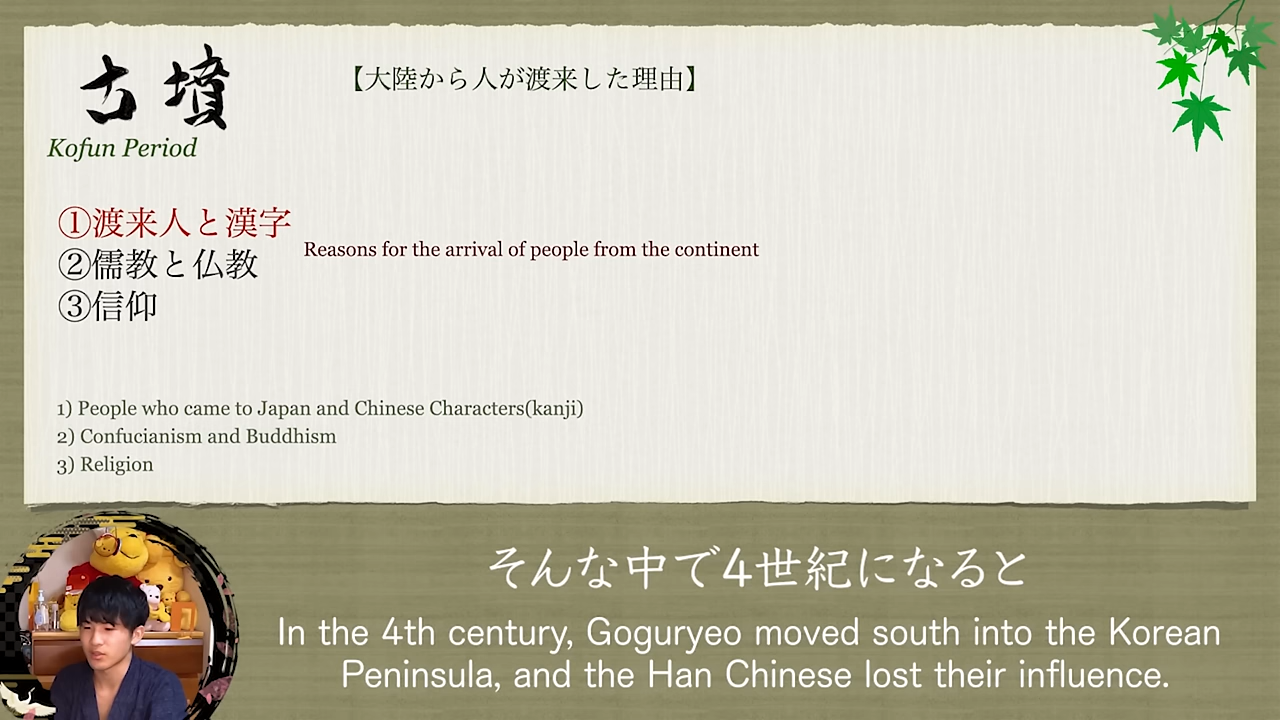 古墳
【大陸から人が渡来した理由】
Kofun Period
①渡来人と漢字
Reasons for the arrival of people from the continent
②儒教と仏教
③信仰
1) People who came to Japan and Chinese Characters(kanji)
2) Confucianism and Buddhism
3) Religion
そんな中で4世紀になると
In the 4th century, Goguryeo moved south into the Korean
Peninsula, and the Han Chinese lost their influence.